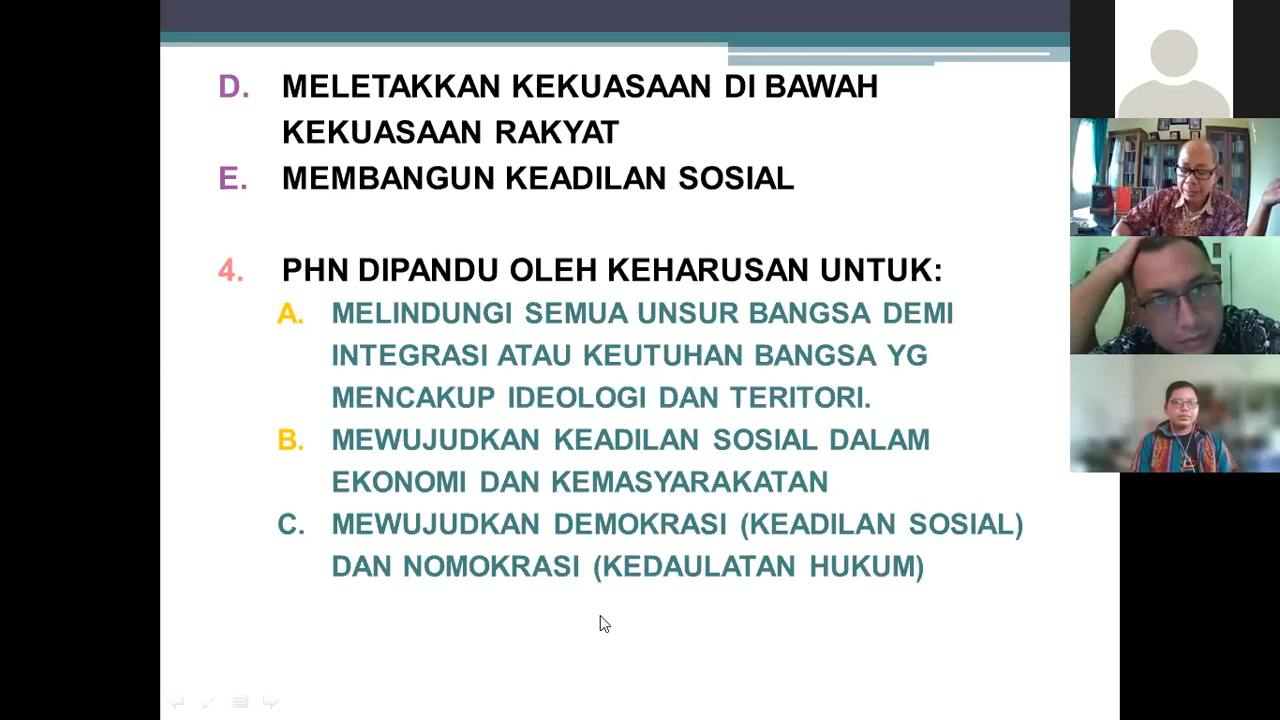 D. MELETAKKAN KEKUASAAN DI BAWAH
KEKUASAAN RAKYAT
E. MEMBANGUN KEADILAN SOSIAL
4. PHN DIPANDU OLEH KEHARUSAN UNTUK:
A. MELINDUNGI SEMUA UNSUR BANGSA DEMI
INTEGRASI ATAU KEUTUHAN BANGSA YG
MENCAKUP IDEOLOGI DAN TERITORI.
B. MEWUJUDKAN KEADILAN SOSIAL DALAM
EKONOMI DAN KEMASYARAKATAN
C. MEWUJUDKAN DEMOKRASI (KEADILAN SOSIAL)
DAN NOMOKRASI (KEDAULATAN HUKUM)